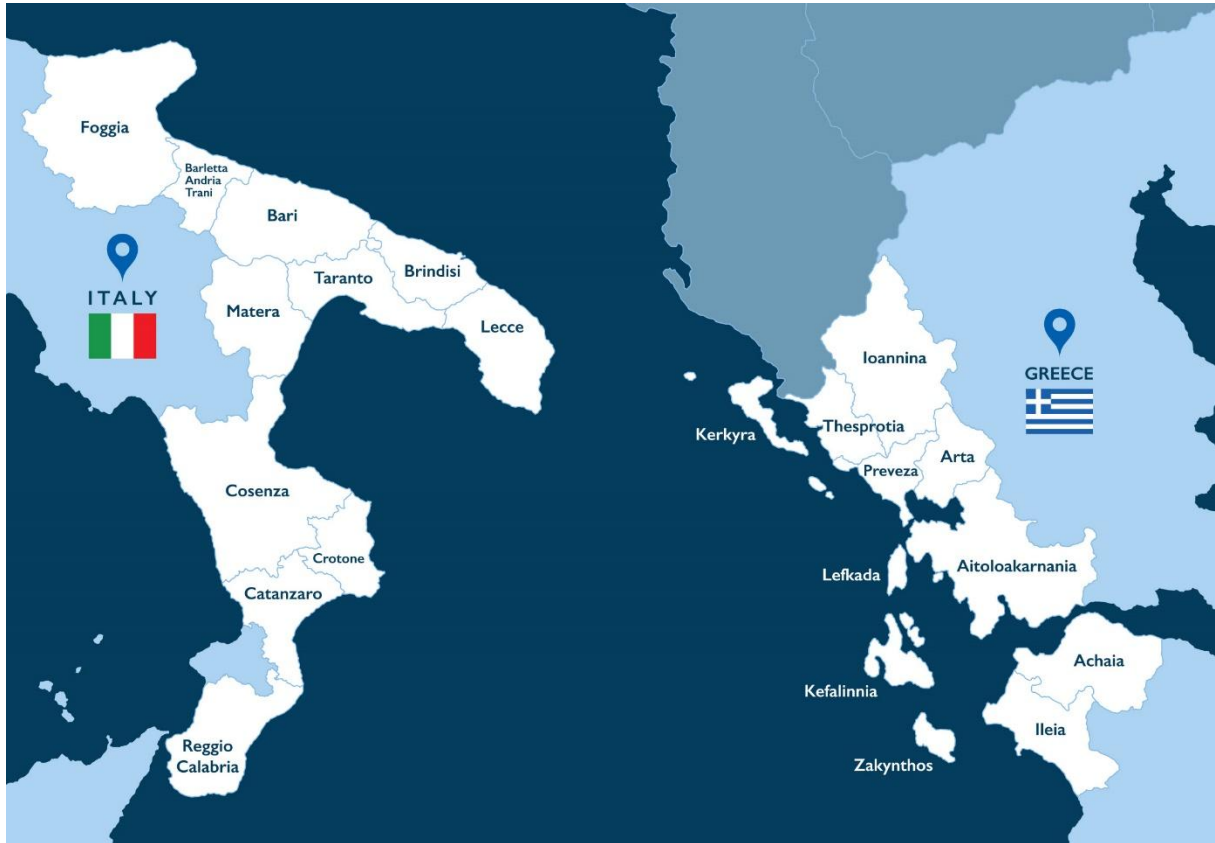 Foggia
Barletta
Andria
Trani
Bari
Brindisi
Taranto
Matera
Lecce
ITALY
Cosenza
Crotone
Catanzaro
Reggio
Calabria
Ioannina
GREECE
Thesprotia
Kerkyra
Arta
Preveza
Aitoloakarnania
Lefkada
Achaia
Kefalinnia
Ileia
Zakynthos